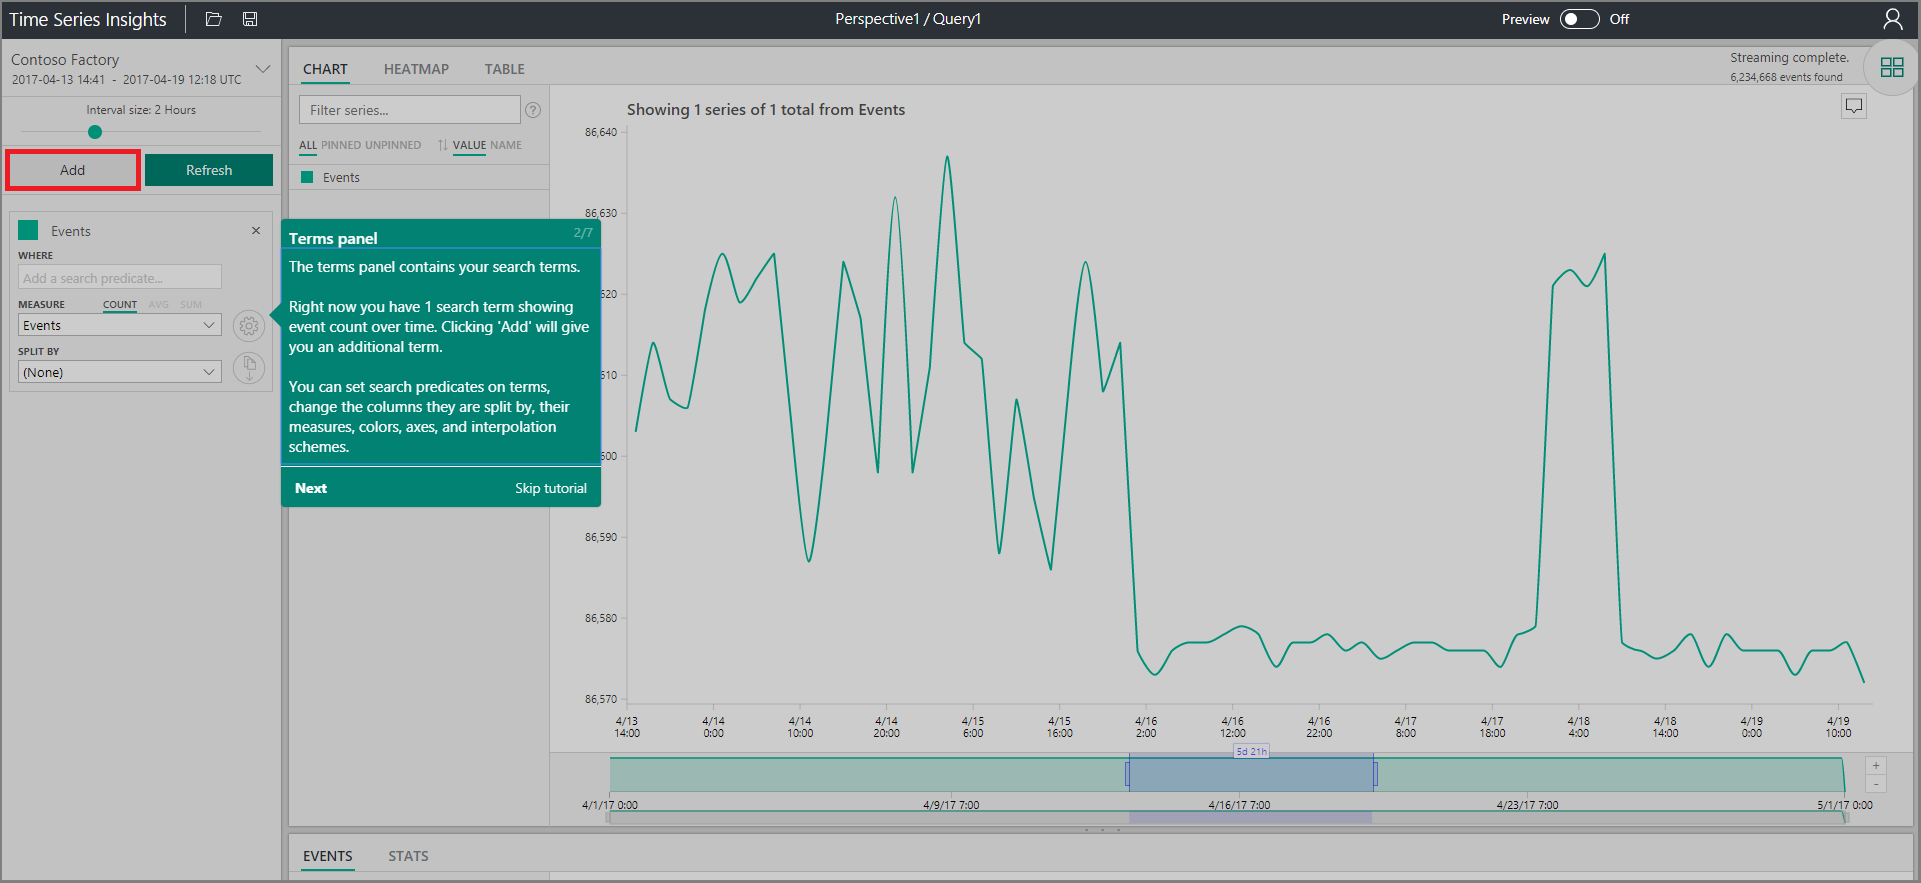 Time Series Insights
Perspective1 / Query1
Preview Off
Contoso Factory
2017-04-13 14:41 - 2017-04-19 12:18 UTC
Interval size: 2 Hours
Add
Refresh
Events
WHERE
Add a search predicate...
MEASURE COUNT AVG SUM
Events
SPLIT BY
(None)
CHART HEATMAP TABLE
Streaming complete.
6,234,668 events found
Filter series...
?
ALL PINNED UNPINNED VALUE NAME
Events
Terms panel 2/7
The terms panel contains your search terms.
Right now you have 1 search term showing
event count over time. Clicking 'Add' will give
you an additional term.
You can set search predicates on terms,
change the columns they are split by, their
measures, colors, axes, and interpolation
schemes.
Next Skip tutorial
Showing 1 series of 1 total from Events
86,640
86,630
620
610
600
86,590
86,580
86,570
4/13 4/14 4/14 4/14 4/15 4/15 4/16 4/16 4/16 4/17 4/17 4/18 4/18 4/19 4/19
14:00 0:00 10:00 20:00 6:00 16:00 2:00 12:00 22:00 8:00 18:00 4:00 14:00 0:00 10:00
5d 21h
+
-
4/1/17 0:00 4/9/17 7:00 4/16/17 7:00 4/23/17 7:00 5/1/17 0:00
EVENTS STATS